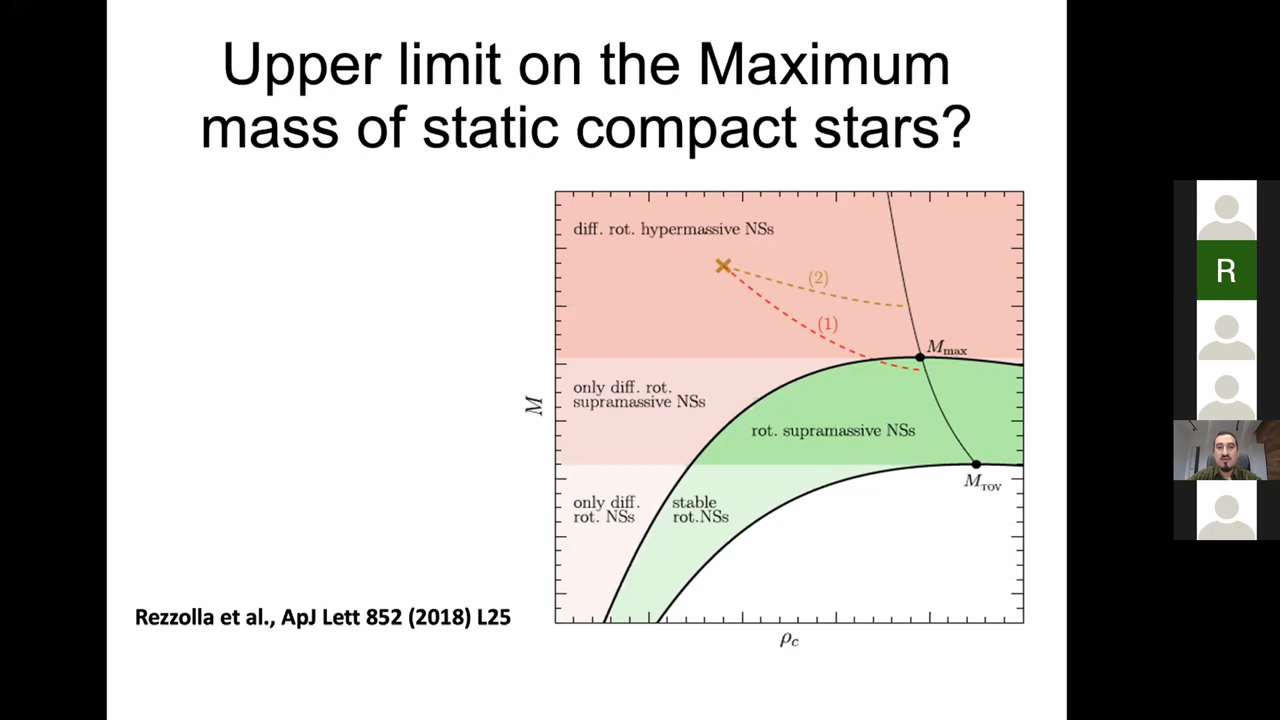 Upper limit on the Maximum
mass of static compact stars?
diff. rot. hypermassive NSs
(2)
(1)
M_max
only diff. rot.
supramassive NSs
M
rot. supramassive NSs
M_TOV
only diff.
rot. NSs
stable
rot.NSs
Rezzolla et al., ApJ Lett 852 (2018) L25
ρ_c
R